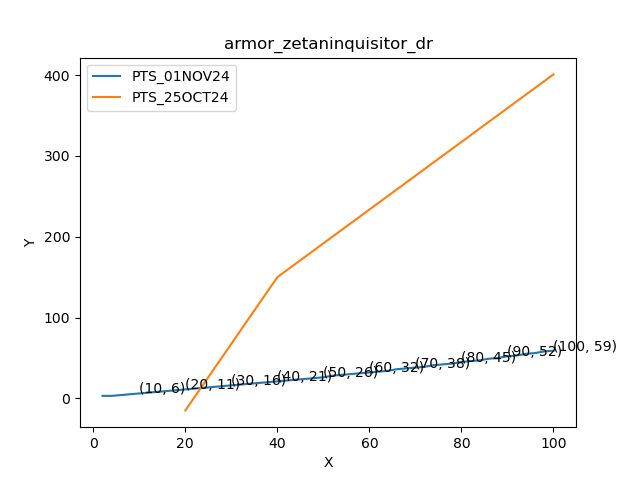 armor_zetaninquisitor_dr
PTS_01NOV24
PTS_25OCT24
400
300
200
100
0
Y
(10, 6)
(20, 11)
(30, 16)
(40, 21)
(50, 26)
(60, 32)
(70, 38)
(80, 45)
(90, 52)
(100, 59)
0 20 40 60 80 100
X